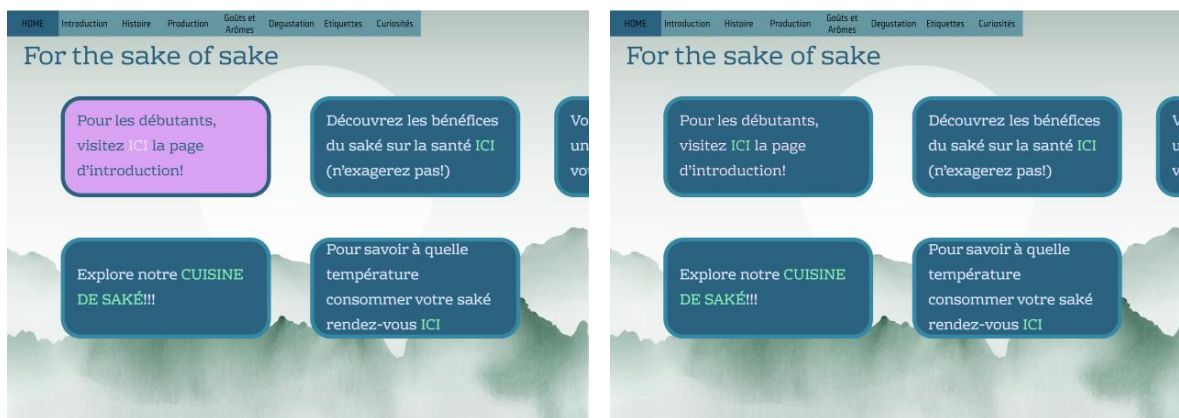 HOME Introduction Histoire Production Goûts et Arômes Degustation Etiquettes Curiosités
For the sake of sake
Pour les débutants,
visitez ICI la page
d'introduction!
Découvrez les bénéfices
du saké sur la santé ICI
(n'exagerez pas!)
Explore notre CUISINE
DE SAKÉ!!!
Pour savoir à quelle
température
consommer votre saké
rendez-vous ICI
HOME Introduction Histoire Production Goûts et Arômes Degustation Etiquettes Curiosités
For the sake of sake
Pour les débutants,
visitez ICI la page
d'introduction!
Découvrez les bénéfices
du saké sur la santé ICI
(n'exagerez pas!)
Explore notre CUISINE
DE SAKÉ!!!
Pour savoir à quelle
température
consommer votre saké
rendez-vous ICI